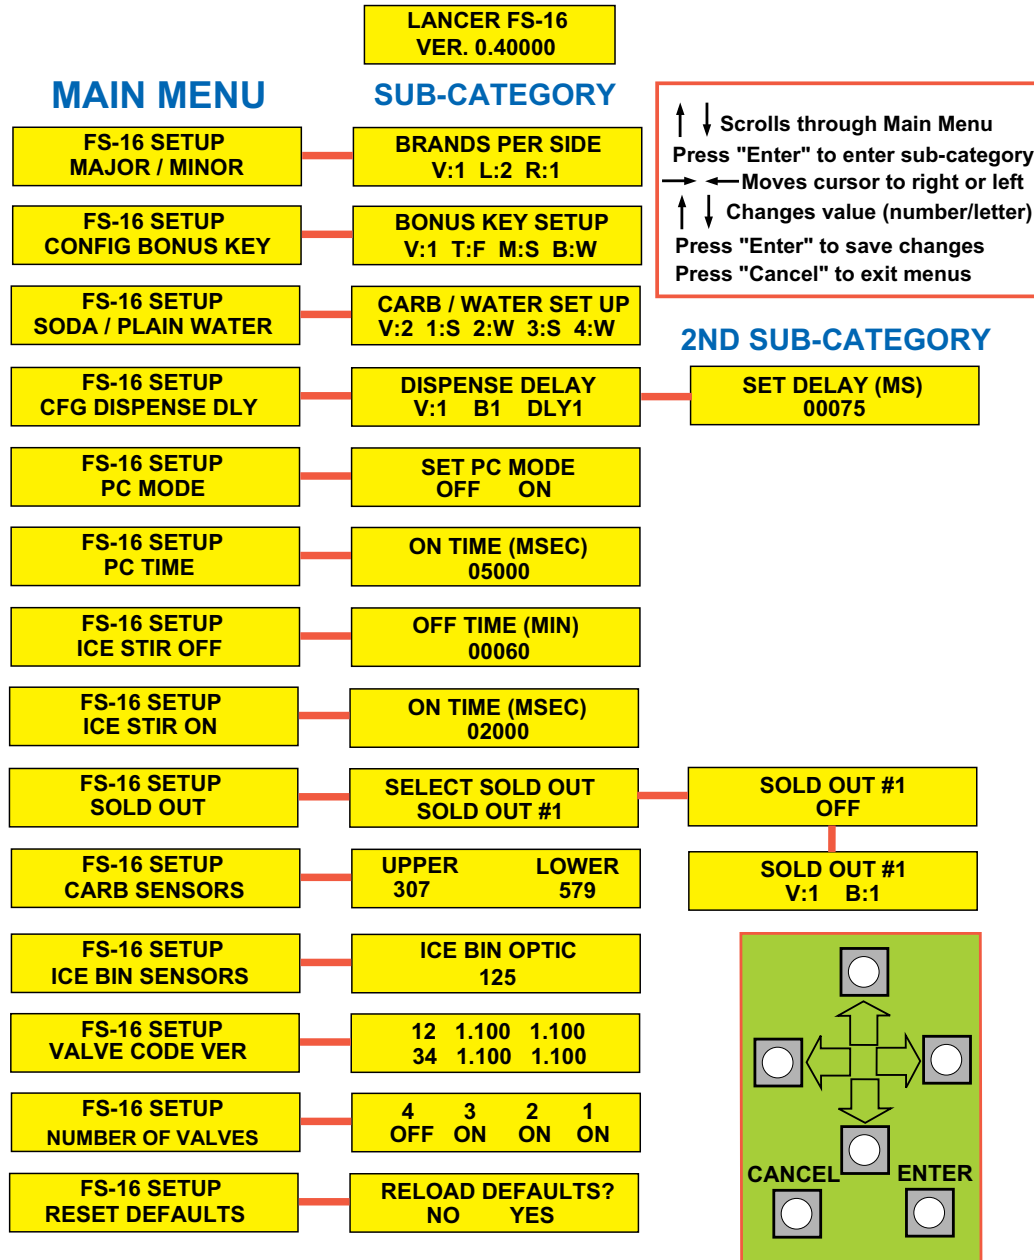 LANCER FS-16
VER. 0.40000
MAIN MENU
SUB-CATEGORY
Scrolls through Main Menu
Press "Enter" to enter sub-category
Moves cursor to right or left
Changes value (number/letter)
Press "Enter" to save changes
Press "Cancel" to exit menus
FS-16 SETUP
MAJOR / MINOR
BRANDS PER SIDE
V:1 L:2 R:1
FS-16 SETUP
CONFIG BONUS KEY
BONUS KEY SETUP
V:1 T:F M:S B:W
FS-16 SETUP
SODA / PLAIN WATER
CARB / WATER SET UP
V:2 1:S 2:W 3:S 4:W
2ND SUB-CATEGORY
FS-16 SETUP
CFG DISPENSE DLY
DISPENSE DELAY
V:1 B1 DLY1
SET DELAY (MS)
00075
FS-16 SETUP
PC MODE
SET PC MODE
OFF ON
FS-16 SETUP
PC TIME
ON TIME (MSEC)
05000
FS-16 SETUP
ICE STIR OFF
OFF TIME (MIN)
00060
FS-16 SETUP
ICE STIR ON
ON TIME (MSEC)
02000
FS-16 SETUP
SOLD OUT
SELECT SOLD OUT
SOLD OUT #1
SOLD OUT #1
OFF
FS-16 SETUP
CARB SENSORS
UPPER LOWER
307 579
SOLD OUT #1
V:1 B:1
FS-16 SETUP
ICE BIN SENSORS
ICE BIN OPTIC
125
FS-16 SETUP
VALVE CODE VER
12 1.100 1.100
34 1.100 1.100
FS-16 SETUP
NUMBER OF VALVES
4 3 2 1
OFF ON ON ON
FS-16 SETUP
RESET DEFAULTS
RELOAD DEFAULTS?
NO YES
CANCEL ENTER